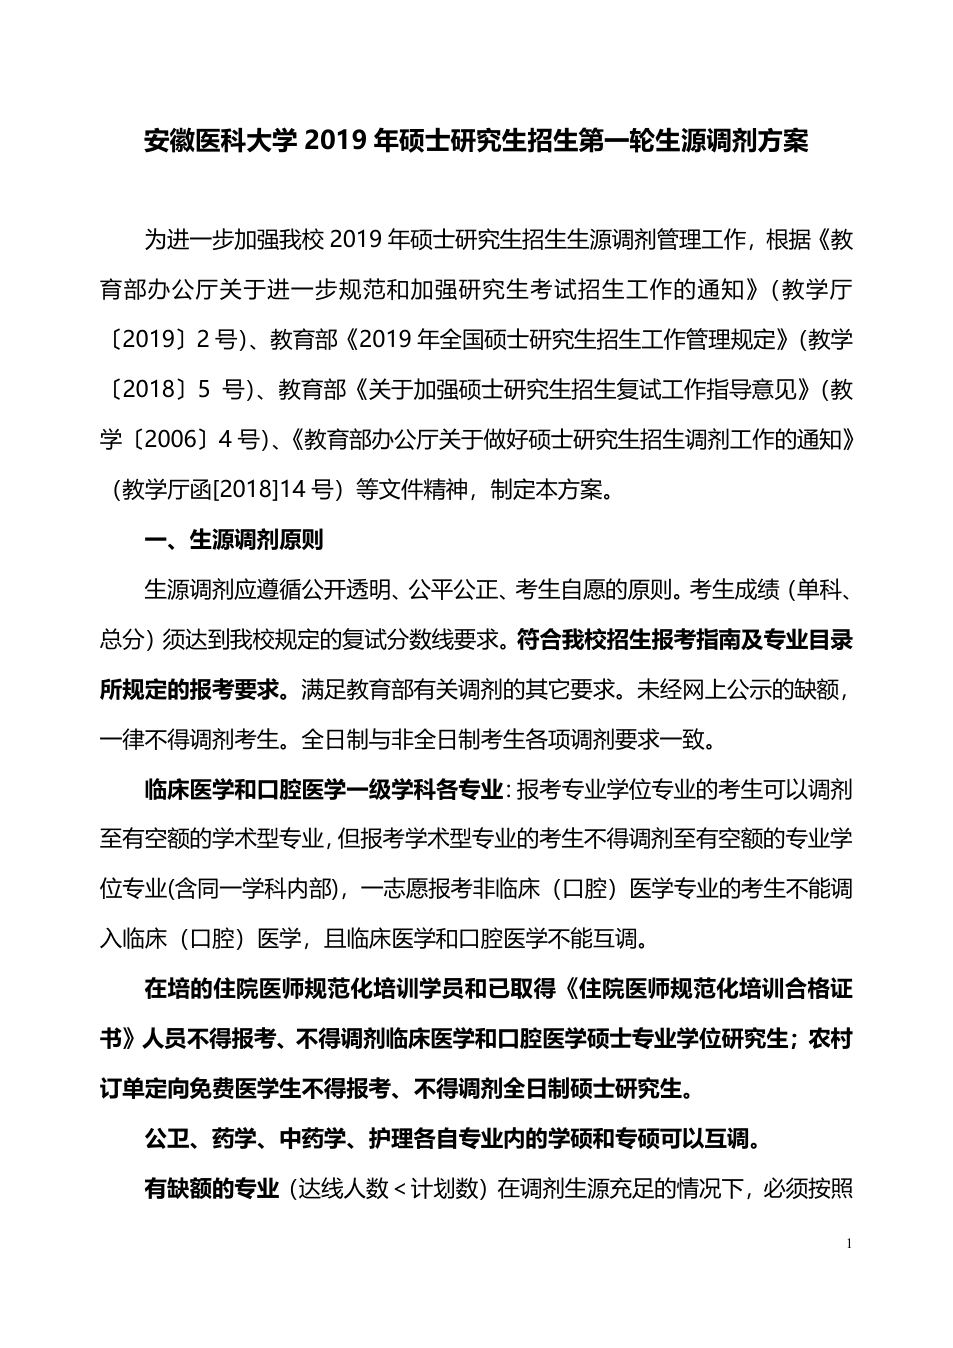 安徽医科大学 2019 年硕士研究生招生第一轮生源调剂方案
为进一步加强我校 2019 年硕士研究生招生生源调剂管理工作，根据《教
育部办公厅关于进一步规范和加强研究生考试招生工作的通知》（教学厅
〔2019〕2 号）、教育部《2019 年全国硕士研究生招生工作管理规定》（教学
〔2018〕5 号）、教育部《关于加强硕士研究生招生复试工作指导意见》（教
学〔2006〕4 号）、《教育部办公厅关于做好硕士研究生招生调剂工作的通知》
（教学厅函[2018]14 号）等文件精神，制定本方案。
一、生源调剂原则
生源调剂应遵循公开透明、公平公正、考生自愿的原则。考生成绩（单科、
总分）须达到我校规定的复试分数线要求。符合我校招生报考指南及专业目录
所规定的报考要求。满足教育部有关调剂的其它要求。未经网上公示的缺额，
一律不得调剂考生。全日制与非全日制考生各项调剂要求一致。
临床医学和口腔医学一级学科各专业：报考专业学位专业的考生可以调剂
至有空额的学术型专业，但报考学术型专业的考生不得调剂至有空额的专业学
位专业(含同一学科内部)，一志愿报考非临床（口腔）医学专业的考生不能调
入临床（口腔）医学，且临床医学和口腔医学不能互调。
在培的住院医师规范化培训学员和已取得《住院医师规范化培训合格证
书》人员不得报考、不得调剂临床医学和口腔医学硕士专业学位研究生；农村
订单定向免费医学生不得报考、不得调剂全日制硕士研究生。
公卫、药学、中药学、护理各自专业内的学硕和专硕可以互调。
有缺额的专业（达线人数＜计划数）在调剂生源充足的情况下，必须按照
1